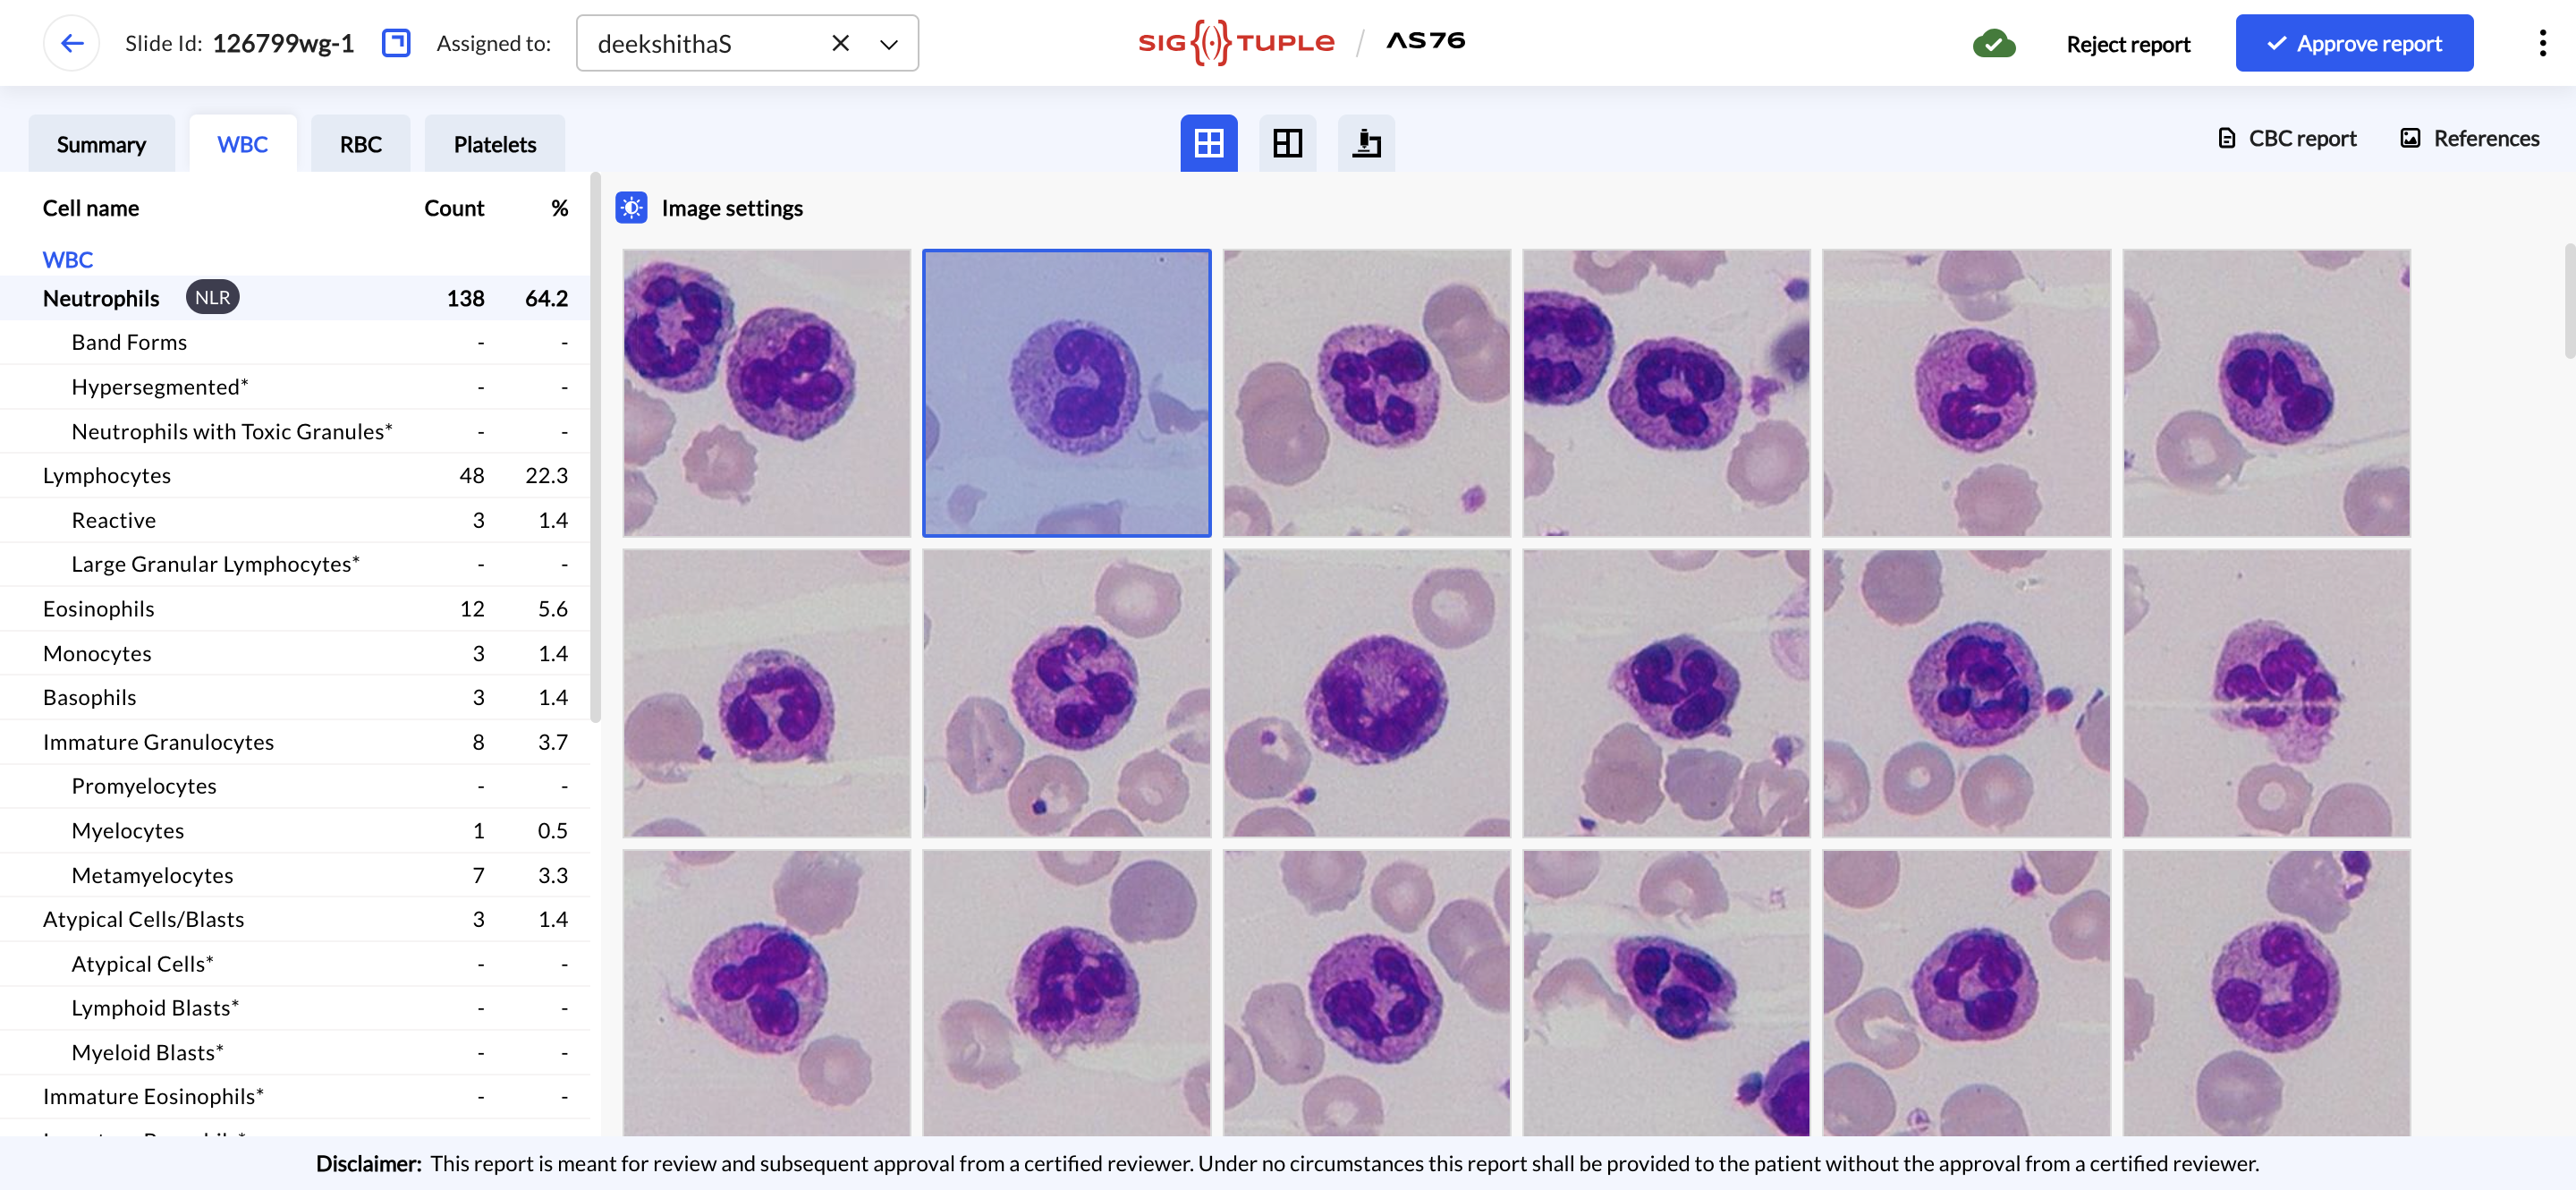 Slide Id: 126799wg-1 Assigned to: deekshithaS SIG TUPLE / AS76 Reject report Approve report
Summary WBC RBC Platelets CBC report References
Cell name Count % Image settings
WBC
Neutrophils NLR 138 64.2
Band Forms - -
Hypersegmented* - -
Neutrophils with Toxic Granules* - -
Lymphocytes 48 22.3
Reactive 3 1.4
Large Granular Lymphocytes* - -
Eosinophils 12 5.6
Monocytes 3 1.4
Basophils 3 1.4
Immature Granulocytes 8 3.7
Promyelocytes - -
Myelocytes 1 0.5
Metamyelocytes 7 3.3
Atypical Cells/Blasts 3 1.4
Atypical Cells* - -
Lymphoid Blasts* - -
Myeloid Blasts* - -
Immature Eosinophils* - -
Disclaimer: This report is meant for review and subsequent approval from a certified reviewer. Under no circumstances this report shall be provided to the patient without the approval from a certified reviewer.